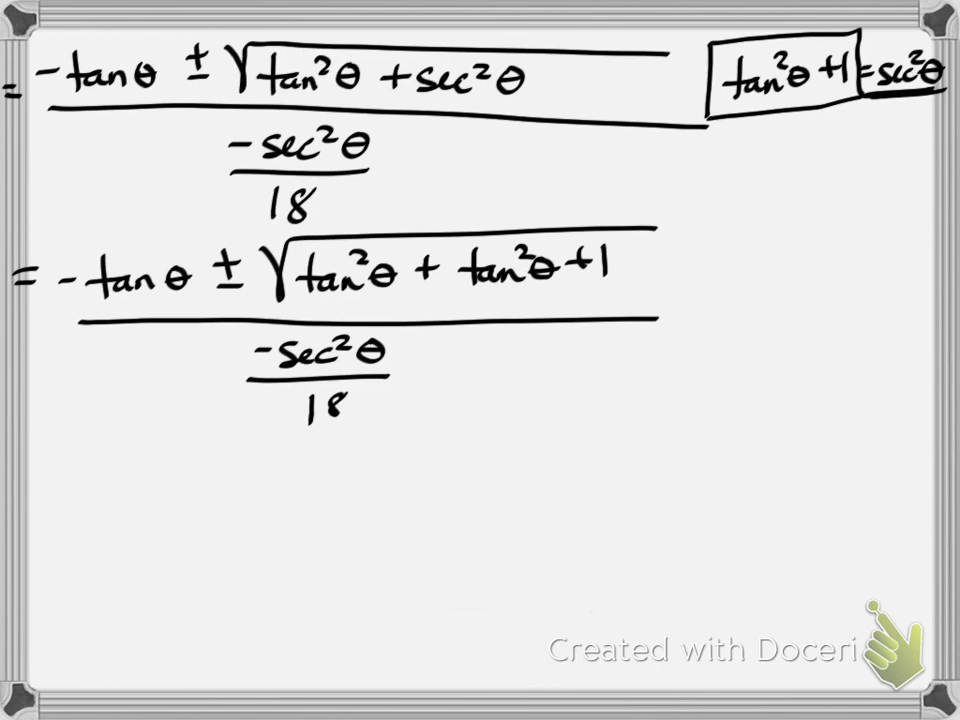 = -tanθ ± √(tan²θ + sec²θ) tan²θ +1 = sec²θ
-sec²θ
18
= -tanθ ± √(tan²θ + tan²θ +1)
-sec²θ
18
Created with Doceri